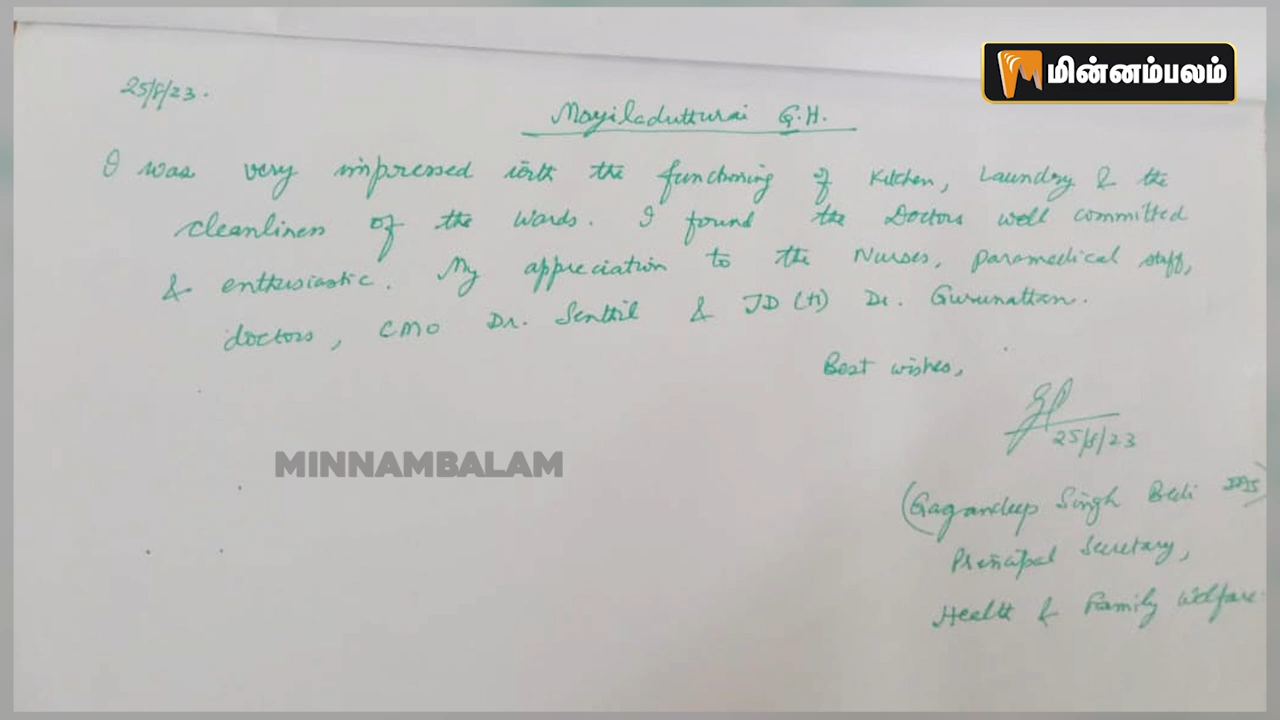 மின்னம்பலம்
25/8/23.
Mayiladutturai G.H.
I was very impressed with the functioning of Kitchen, Laundry & the
cleanliness of the wards. I found the Doctors well committed
& enthusiastic. My appreciation to the Nurses, paramedical staff,
doctors, CMO Dr. Senthil & JD (H) Dr. Gurunathan.
Best wishes,
25/8/23
(Gagandeep Singh Bedi IAS)
Principal Secretary,
Health & Family Welfare
MINNAMBALAM